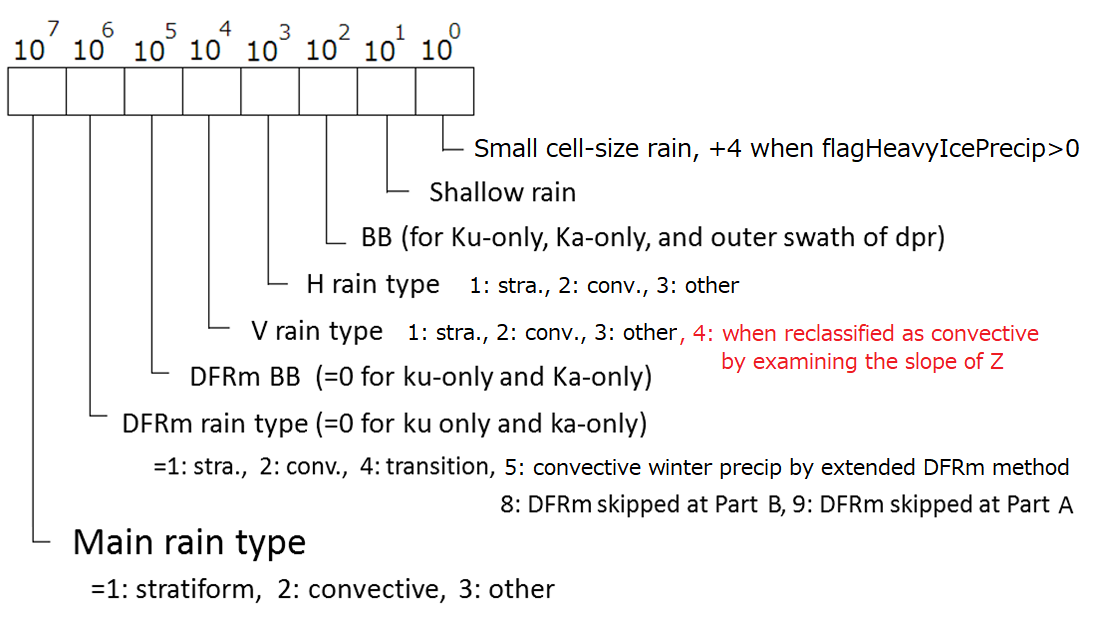 10^7 10^6 10^5 10^4 10^3 10^2 10^1 10^0
Small cell-size rain, +4 when flagHeavyIcePrecip>0
Shallow rain
BB (for Ku-only, Ka-only, and outer swath of dpr)
H rain type 1: stra., 2: conv., 3: other
V rain type 1: stra., 2: conv., 3: other, 4: when reclassified as convective
by examining the slope of Z
DFRm BB (=0 for ku-only and Ka-only)
DFRm rain type (=0 for ku only and ka-only)
=1: stra., 2: conv., 4: transition, 5: convective winter precip by extended DFRm method
8: DFRm skipped at Part B, 9: DFRm skipped at Part A
Main rain type
=1: stratiform, 2: convective, 3: other